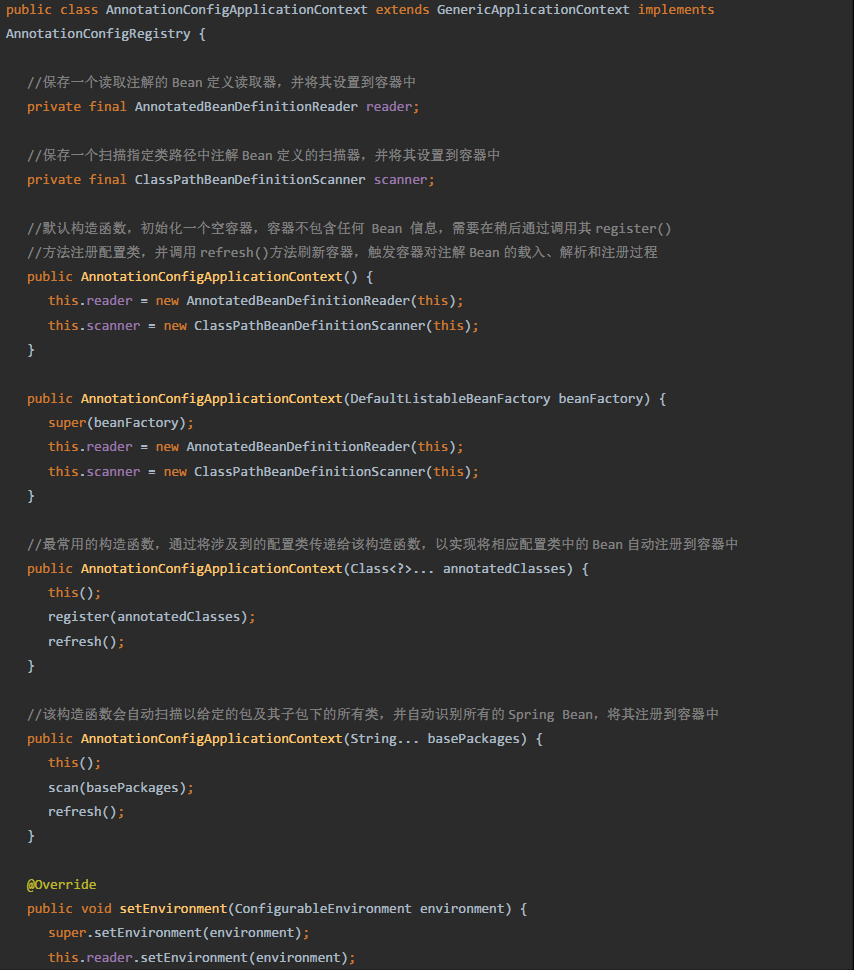 public class AnnotationConfigApplicationContext extends GenericApplicationContext implements
AnnotationConfigRegistry {
//保存一个读取注解的 Bean 定义读取器，并将其设置到容器中
private final AnnotatedBeanDefinitionReader reader;
//保存一个扫描指定类路径中注解 Bean 定义的扫描器，并将其设置到容器中
private final ClassPathBeanDefinitionScanner scanner;
//默认构造函数，初始化一个空容器，容器不包含任何 Bean 信息，需要在稍后通过调用其 register()
//方法注册配置类，并调用 refresh()方法刷新容器，触发容器对注解 Bean 的载入、解析和注册过程
public AnnotationConfigApplicationContext() {
this.reader = new AnnotatedBeanDefinitionReader(this);
this.scanner = new ClassPathBeanDefinitionScanner(this);
}
public AnnotationConfigApplicationContext(DefaultListableBeanFactory beanFactory) {
super(beanFactory);
this.reader = new AnnotatedBeanDefinitionReader(this);
this.scanner = new ClassPathBeanDefinitionScanner(this);
}
//最常用的构造函数，通过将涉及到的配置类传递给该构造函数，以实现将相应配置类中的 Bean 自动注册到容器中
public AnnotationConfigApplicationContext(Class<?>... annotatedClasses) {
this();
register(annotatedClasses);
refresh();
}
//该构造函数会自动扫描以给定的包及其子包下的所有类，并自动识别所有的 Spring Bean，将其注册到容器中
public AnnotationConfigApplicationContext(String... basePackages) {
this();
scan(basePackages);
refresh();
}
@Override
public void setEnvironment(ConfigurableEnvironment environment) {
super.setEnvironment(environment);
this.reader.setEnvironment(environment);